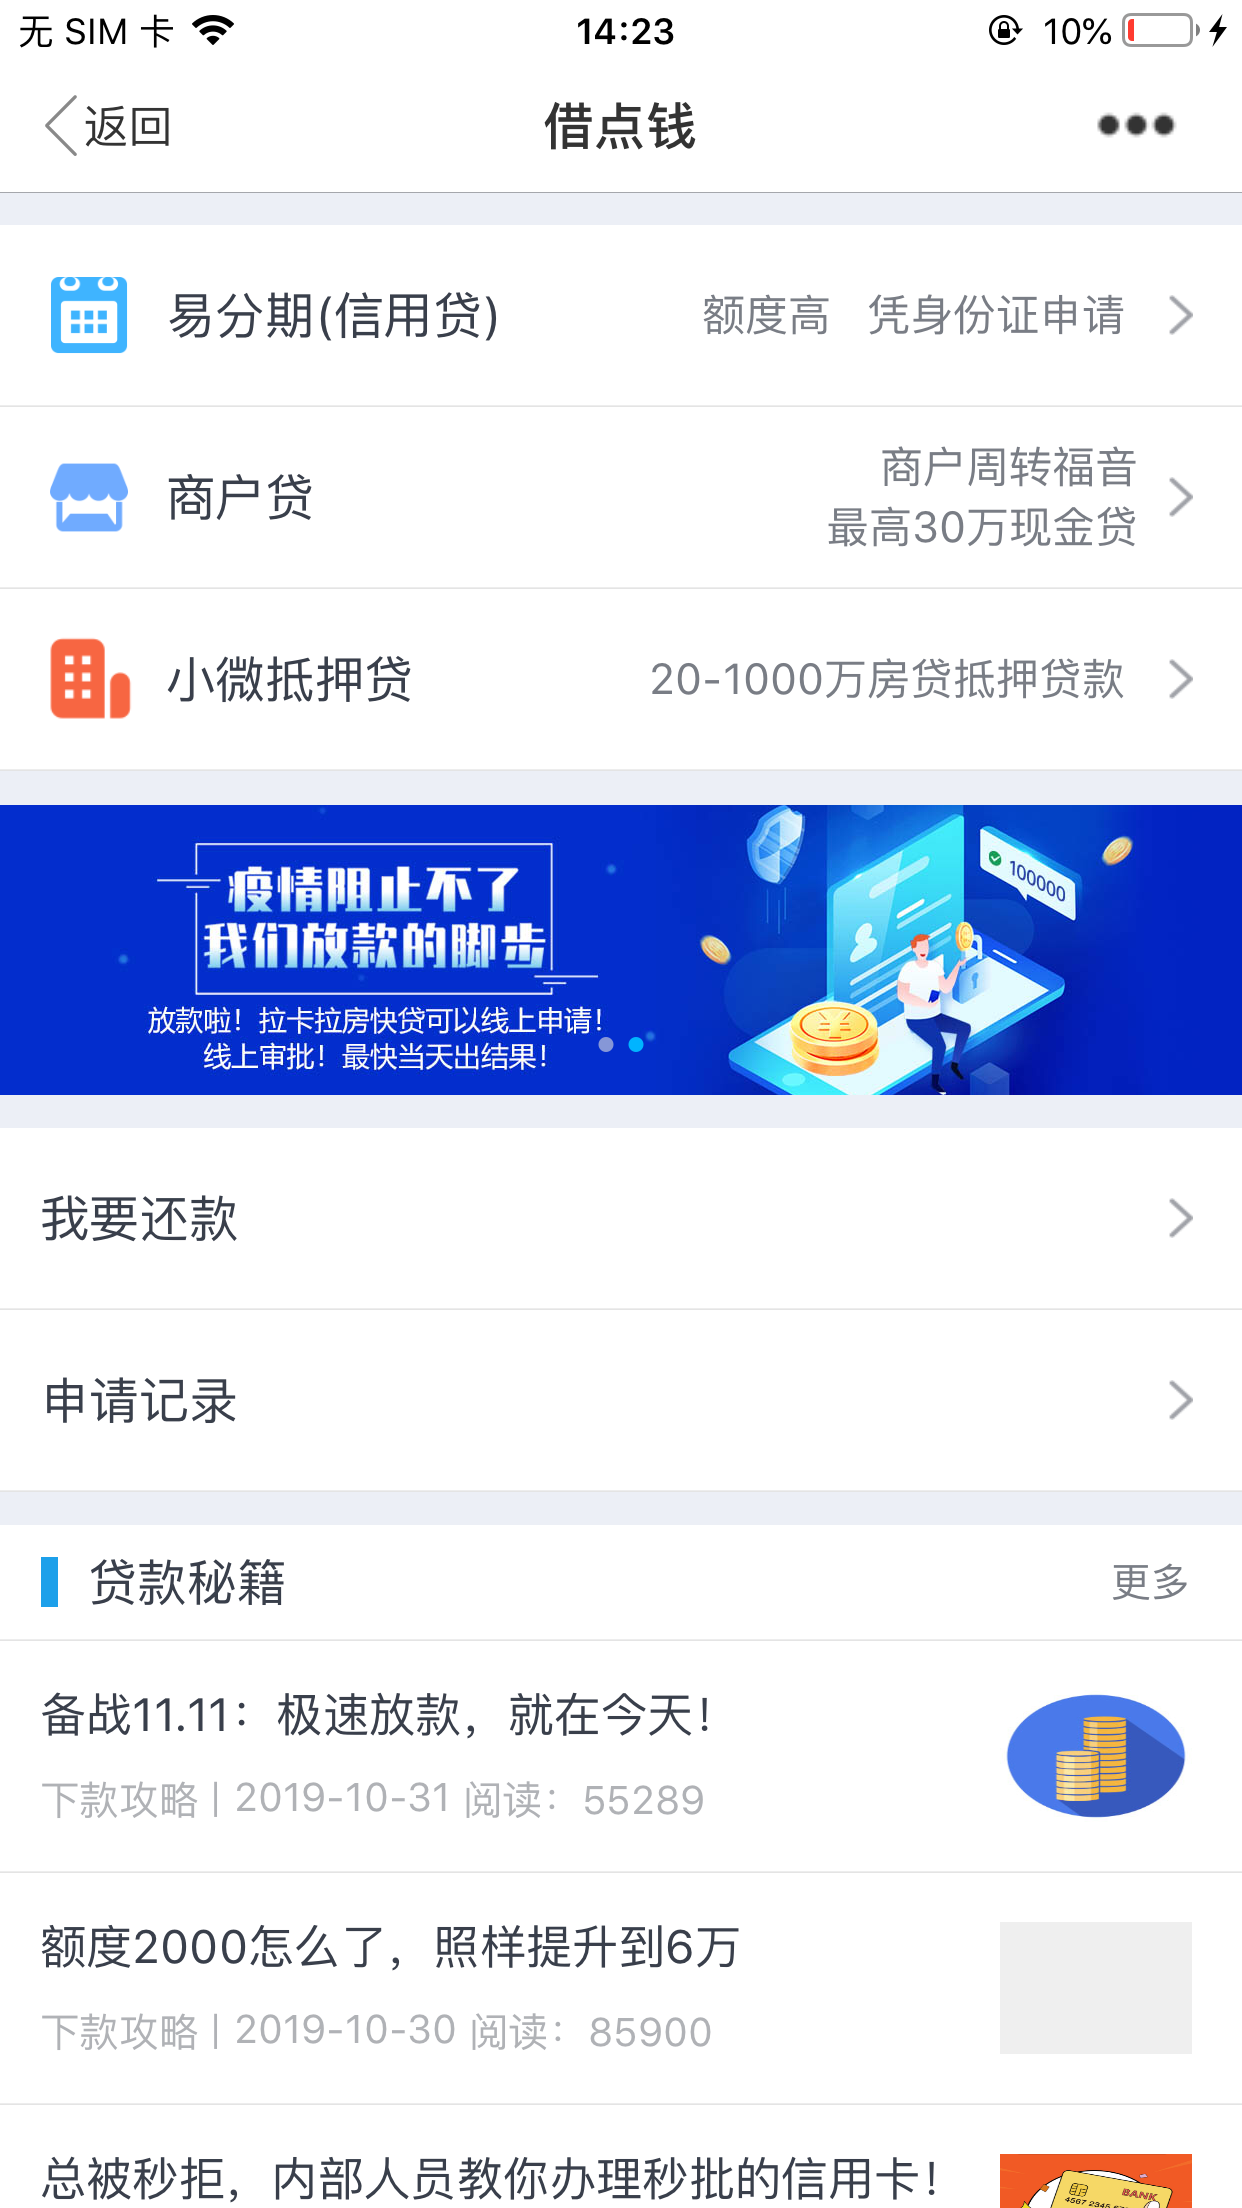 无 SIM 卡
14:23
10%
返回
借点钱
易分期(信用贷)
额度高 凭身份证申请
商户贷
商户周转福音
最高30万现金贷
小微抵押贷
20-1000万房贷抵押贷款
疫情阻止不了
我们放款的脚步
放款啦！拉卡拉房快贷可以线上申请！
线上审批！最快当天出结果！
100000
我要还款
申请记录
贷款秘籍
更多
备战11.11：极速放款，就在今天！
下款攻略 | 2019-10-31 阅读：55289
额度2000怎么了，照样提升到6万
下款攻略 | 2019-10-30 阅读：85900
总被秒拒，内部人员教你办理秒批的信用卡！
BANK